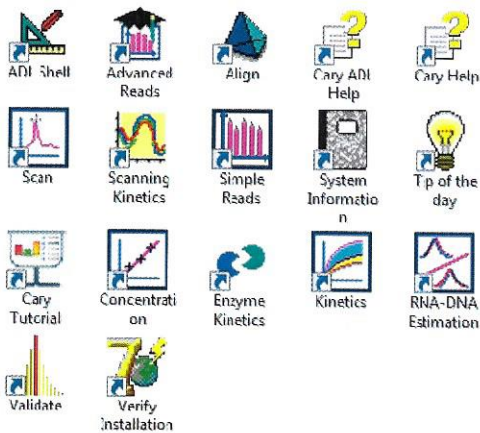 ADL Shell
Advanced Reads
Align
Cary ADL Help
Cary Help
Scan
Scanning Kinetics
Simple Reads
System Informatio n
Tip of the day
Cary Tutorial
Concentrati on
Enzyme Kinetics
Kinetics
RNA-DNA Estimation
Validate
Verify Installation